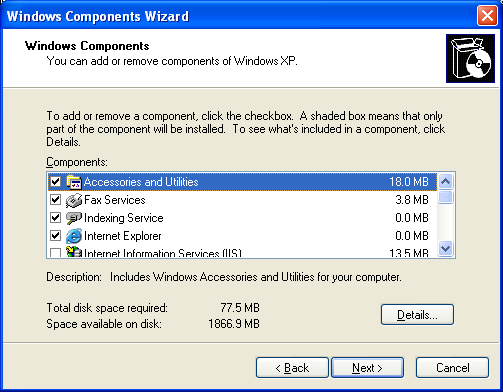 Windows Components Wizard
Windows Components
You can add or remove components of Windows XP.
To add or remove a component, click the checkbox. A shaded box means that only
part of the component will be installed. To see what's included in a component, click
Details.
Components:
Accessories and Utilities 18.0 MB
Fax Services 3.8 MB
Indexing Service 0.0 MB
Internet Explorer 0.0 MB
Internet Information Services (IIS) 13.5 MB
Description: Includes Windows Accessories and Utilities for your computer.
Total disk space required: 77.5 MB
Space available on disk: 1866.9 MB
Details...
< Back Next > Cancel